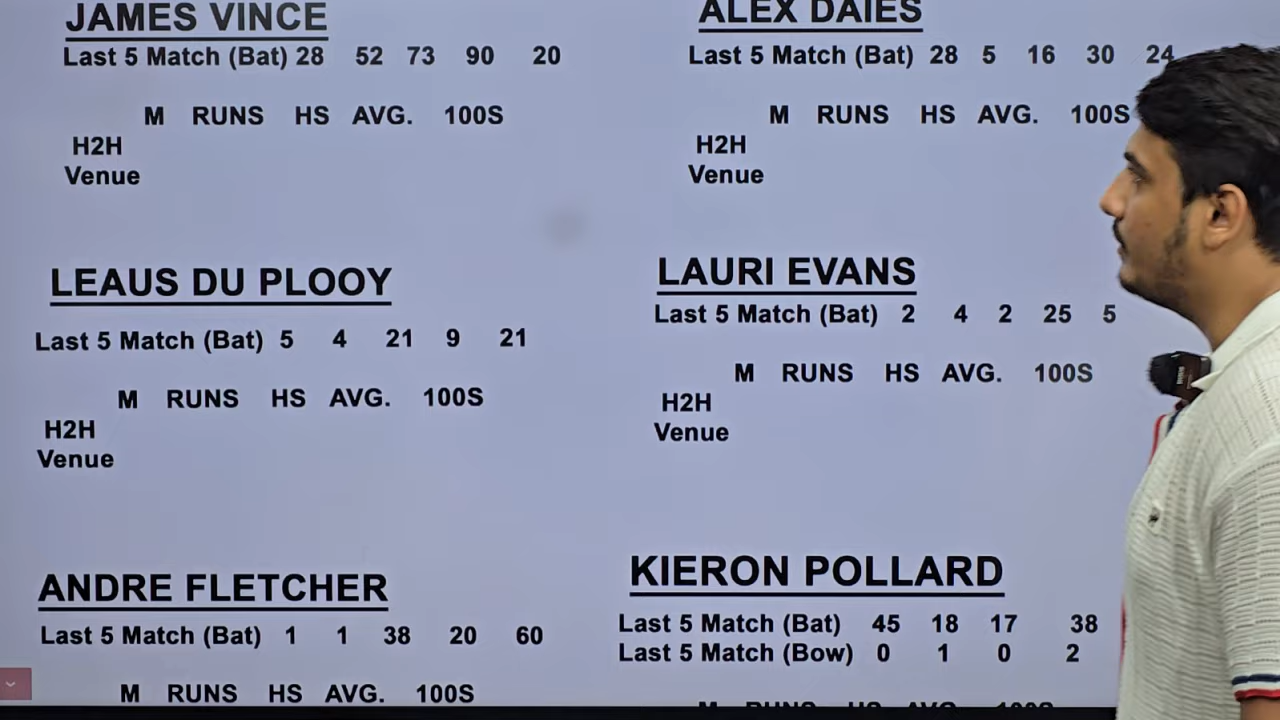 JAMES VINCE
Last 5 Match (Bat) 28 52 73 90 20
M RUNS HS AVG. 100S
H2H
Venue
ALEX DAIES
Last 5 Match (Bat) 28 5 16 30 24
M RUNS HS AVG. 100S
H2H
Venue
LEAUS DU PLOOY
Last 5 Match (Bat) 5 4 21 9 21
M RUNS HS AVG. 100S
H2H
Venue
LAURI EVANS
Last 5 Match (Bat) 2 4 2 25 5
M RUNS HS AVG. 100S
H2H
Venue
ANDRE FLETCHER
Last 5 Match (Bat) 1 1 38 20 60
M RUNS HS AVG. 100S
KIERON POLLARD
Last 5 Match (Bat) 45 18 17 38
Last 5 Match (Bow) 0 1 0 2
M RUNS HS AVG 100S